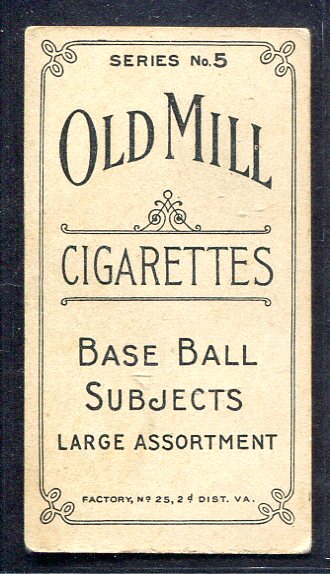 SERIES No. 5
OLD MILL
CIGARETTES
BASE BALL
SUBJECTS
LARGE ASSORTMENT
FACTORY, No 25, 2d DIST. VA.